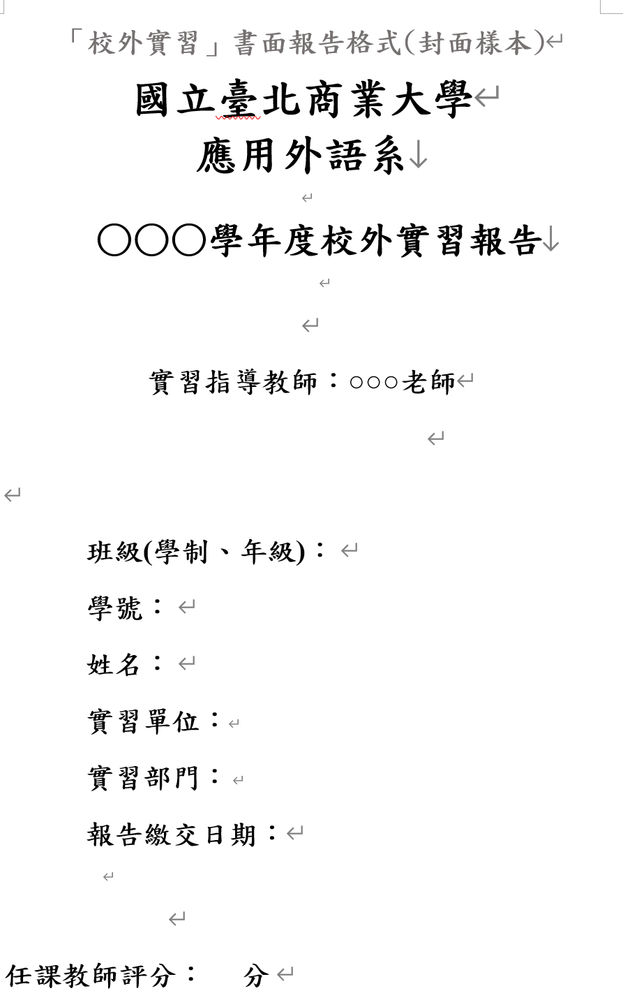 「校外實習」書面報告格式(封面樣本)
國立臺北商業大學
應用外語系
○○○學年度校外實習報告
實習指導教師：○○○老師
班級(學制、年級)：
學號：
姓名：
實習單位：
實習部門：
報告繳交日期：
任課教師評分：　　分